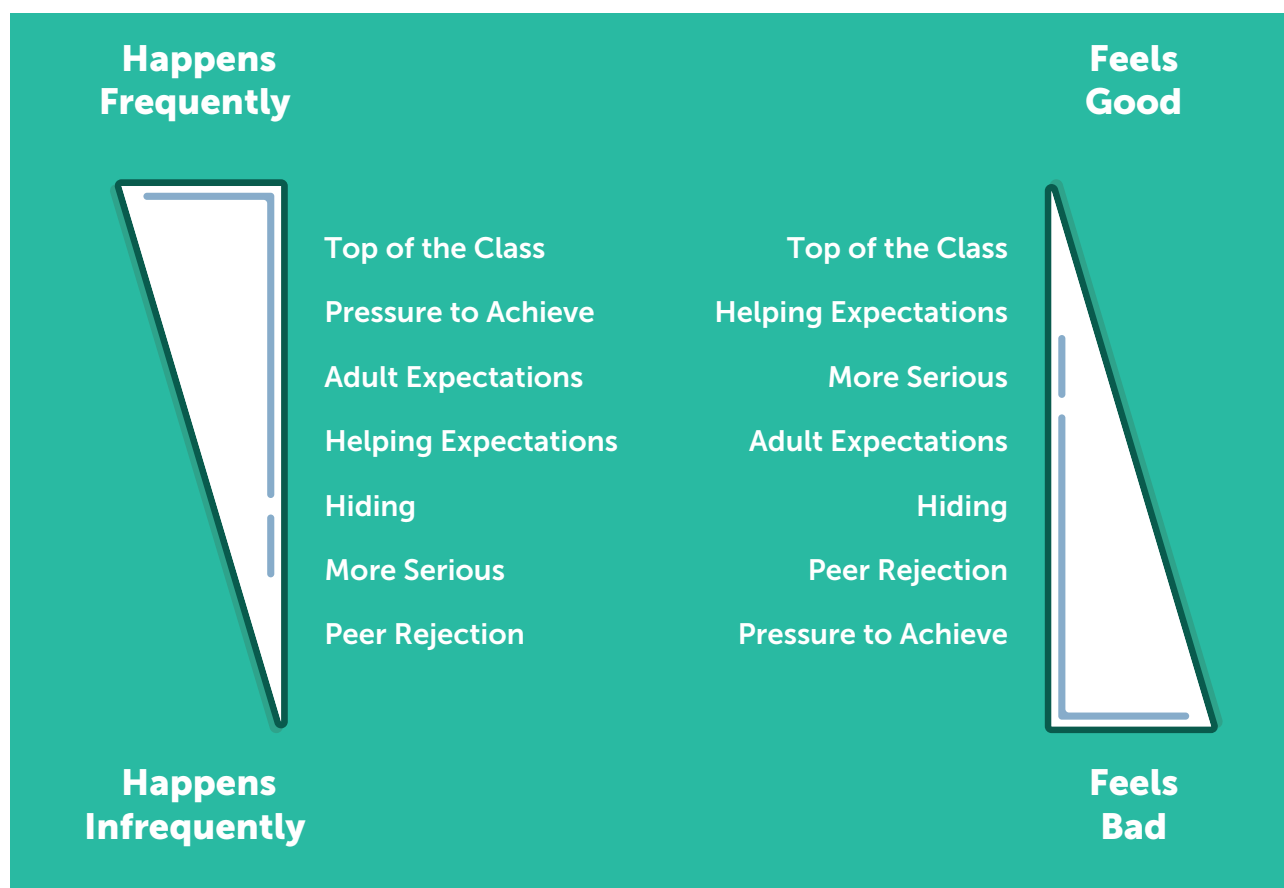 Happens
Frequently
Feels
Good
Top of the Class
Pressure to Achieve
Adult Expectations
Helping Expectations
Hiding
More Serious
Peer Rejection
Top of the Class
Helping Expectations
More Serious
Adult Expectations
Hiding
Peer Rejection
Pressure to Achieve
Happens
Infrequently
Feels
Bad